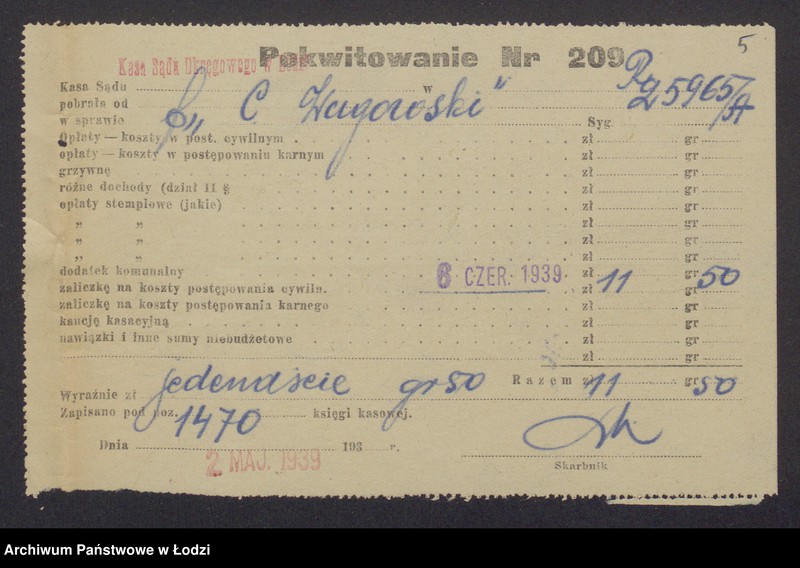 5
Pokwitowanie Nr 209
Kasa Sądu Okręgowego w Łodzi
Kasa Sądu w
pobrała od
25965/A
w sprawie C Syg.
Opłaty — koszty w post. cywilnym zł gr
opłaty — koszty w postępowaniu karnym zł gr
grzywnę zł gr
różne dochody (dział II § zł gr
opłaty stemplowe (jakie) zł gr
„ „ zł gr
„ „ zł gr
„ „ zł gr
dodatek komunalny zł gr
6 CZER. 1939
zaliczkę na koszty postępowania cywiln. zł 11 gr 50
zaliczkę na koszty postępowania karnego zł gr
kaucję kasacyjną zł gr
nawiązki i inne sumy niebudżetowe zł gr
zł gr
Razem zł 11 gr 50
Wyraźnie zł jedenaście gr 50
Zapisano pod poz. 1470 księgi kasowej.
Dnia 193 r.
2 MAJ. 1939
Skarbnik
Archiwum Państwowe w Łodzi